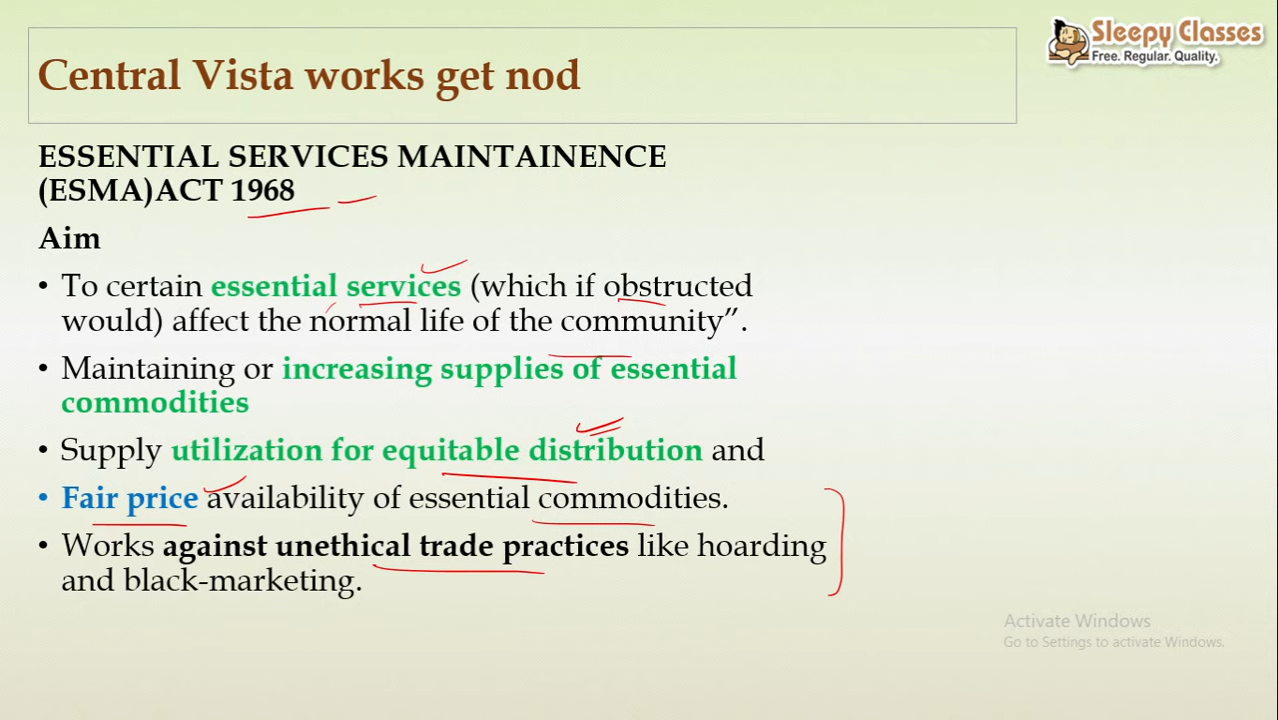 Sleepy Classes
Free. Regular. Quality.
Central Vista works get nod
ESSENTIAL SERVICES MAINTAINENCE
(ESMA)ACT 1968
Aim
• To certain essential services (which if obstructed
would) affect the normal life of the community”.
• Maintaining or increasing supplies of essential
commodities
• Supply utilization for equitable distribution and
• Fair price availability of essential commodities.
• Works against unethical trade practices like hoarding
and black-marketing.
Activate Windows
Go to Settings to activate Windows.